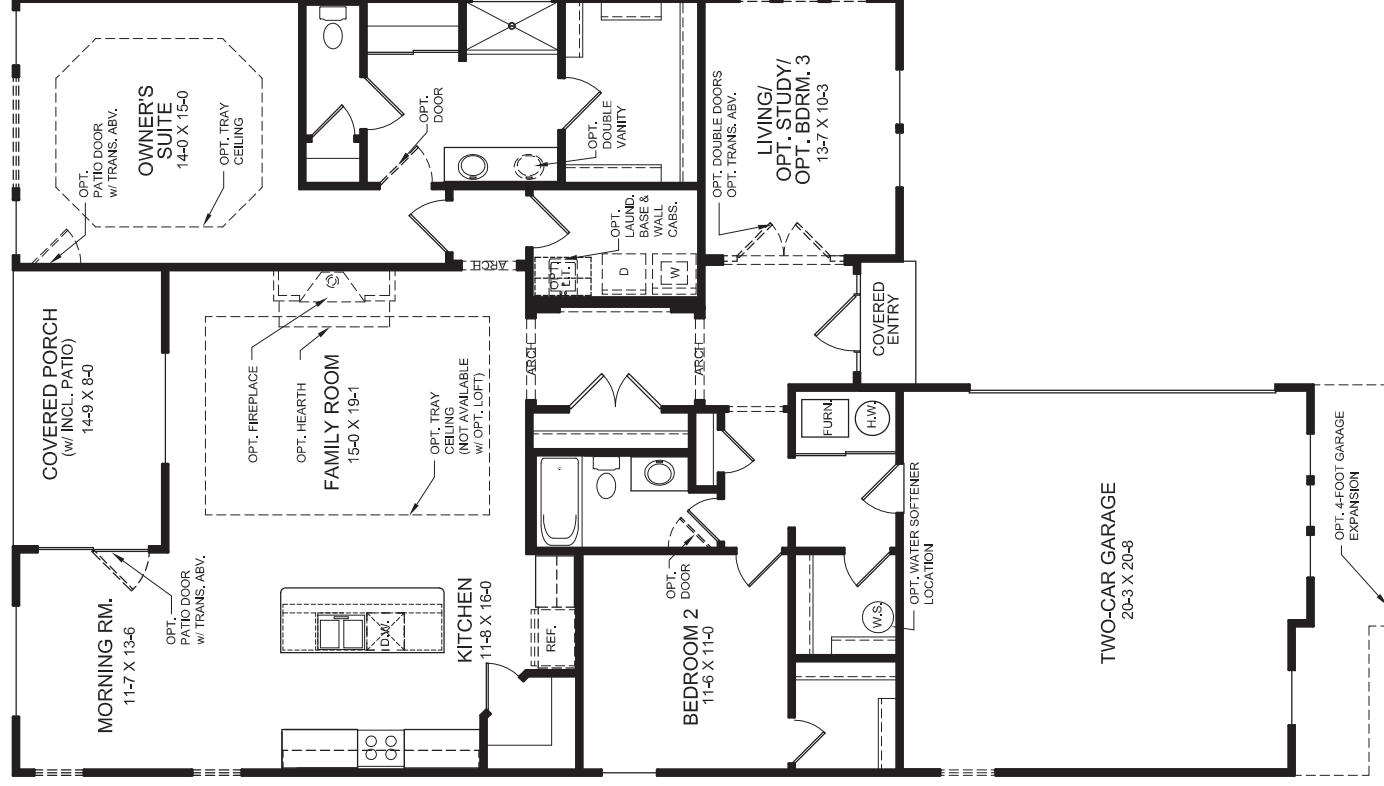 OPT.
PATIO DOOR
w/ TRANS. ABV.
OWNER'S
SUITE
14-0 X 15-0
OPT. TRAY
CEILING
OPT.
DOOR
OPT.
DOUBLE
VANITY
OPT. DOUBLE DOORS
OPT. TRANS. ABV.
LIVING/
OPT. STUDY/
OPT. BDRM. 3
13-7 X 10-3
OPT.
LAUND.
BASE &
WALL
CABS.
OPT.
L.T.
D
W
ARCH
COVERED PORCH
(w/ INCL. PATIO)
14-9 X 8-0
OPT. FIREPLACE
OPT. HEARTH
FAMILY ROOM
15-0 X 19-1
OPT. TRAY
CEILING
(NOT AVAILABLE
w/ OPT. LOFT)
ARCH
ARCH
COVERED
ENTRY
FURN.
H.W.
MORNING RM.
11-7 X 13-6
OPT.
PATIO DOOR
w/ TRANS. ABV.
D.W.
KITCHEN
11-8 X 16-0
REF.
OPT.
DOOR
BEDROOM 2
11-6 X 11-0
W.S.
OPT. WATER SOFTENER
LOCATION
TWO-CAR GARAGE
20-3 X 20-8
OPT. 4-FOOT GARAGE
EXPANSION